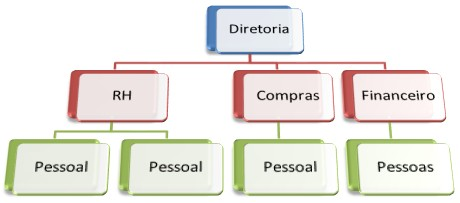 Diretoria
RH
Compras
Financeiro
Pessoal
Pessoal
Pessoal
Pessoas